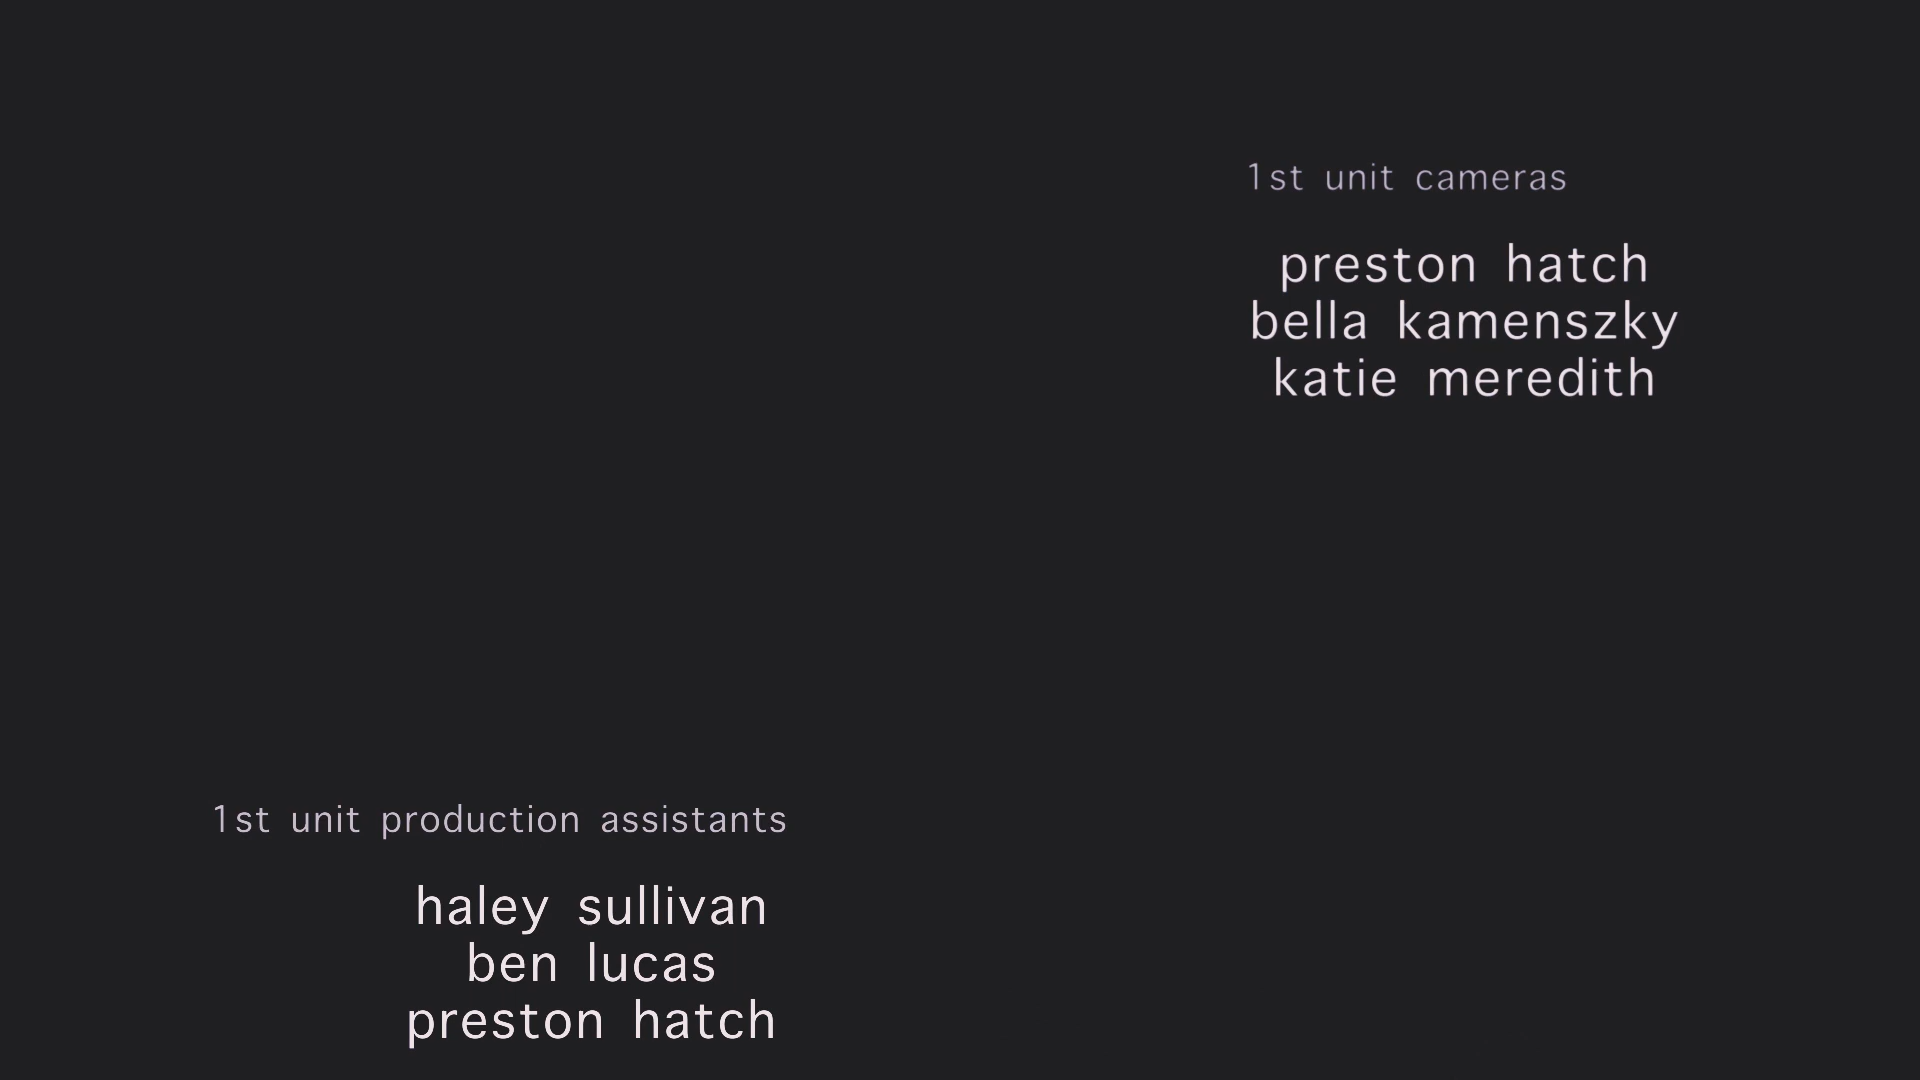 1st unit cameras
preston hatch
bella kamenszky
katie meredith
1st unit production assistants
haley sullivan
ben lucas
preston hatch